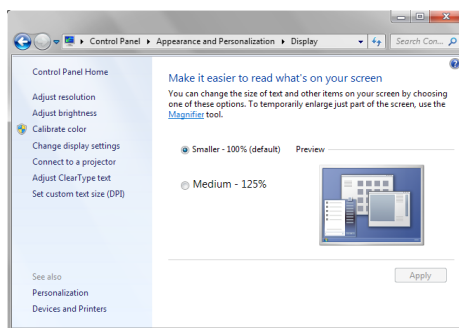 Control Panel Appearance and Personalization Display Search Con...
Control Panel Home
Adjust resolution
Adjust brightness
Calibrate color
Change display settings
Connect to a projector
Adjust ClearType text
Set custom text size (DPI)
See also
Personalization
Devices and Printers
Make it easier to read what's on your screen
You can change the size of text and other items on your screen by choosing
one of these options. To temporarily enlarge just part of the screen, use the
Magnifier tool.
Smaller - 100% (default) Preview
Medium - 125%
Apply